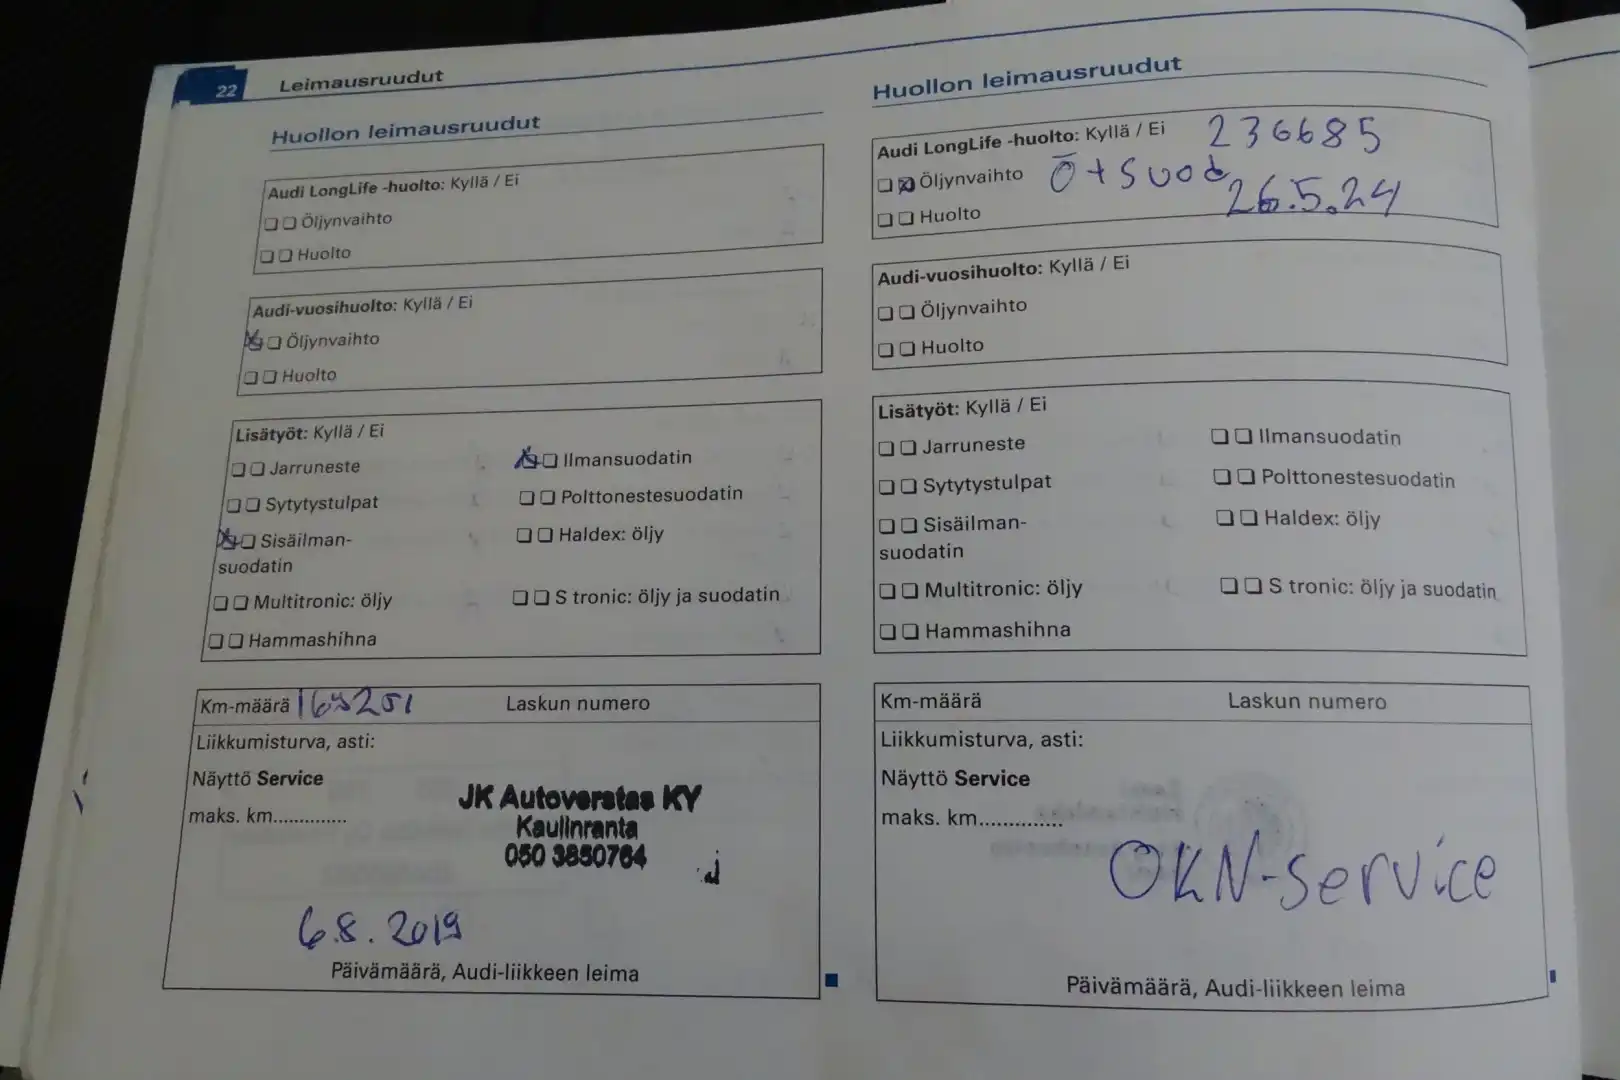 22
Leimausruudut
Huollon leimausruudut
Audi LongLife -huolto: Kyllä / Ei
Öljynvaihto
Huolto
Audi-vuosihuolto: Kyllä / Ei
Öljynvaihto
Huolto
Lisätyöt: Kyllä / Ei
Jarruneste
Ilmansuodatin
Sytytystulpat
Polttonestesuodatin
Sisäilman-
suodatin
Haldex: öljy
Multitronic: öljy
S tronic: öljy ja suodatin
Hammashihna
Km-määrä
Laskun numero
Liikkumisturva, asti:
Näyttö Service
maks. km..............
JK Autoverstas KY
Kaulinranta
050 3850764
6.8. 2019
Päivämäärä, Audi-liikkeen leima
Huollon leimausruudut
Audi LongLife -huolto: Kyllä / Ei 236685
Öljynvaihto Ö + suod
26.5.24
Huolto
Audi-vuosihuolto: Kyllä / Ei
Öljynvaihto
Huolto
Lisätyöt: Kyllä / Ei
Jarruneste
Ilmansuodatin
Sytytystulpat
Polttonestesuodatin
Sisäilman-
suodatin
Haldex: öljy
Multitronic: öljy
S tronic: öljy ja suodatin
Hammashihna
Km-määrä
Laskun numero
Liikkumisturva, asti:
Näyttö Service
maks. km..............
OKN-service
Päivämäärä, Audi-liikkeen leima